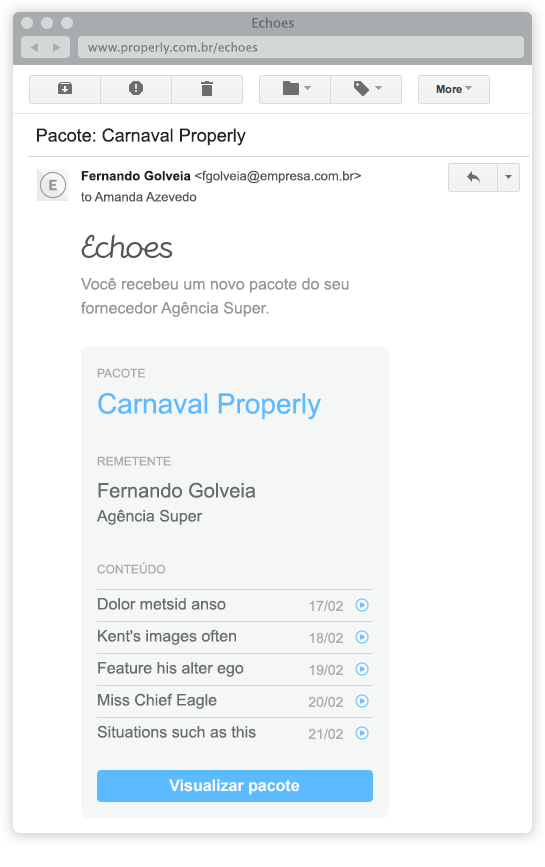 Echoes
www.properly.com.br/echoes
More
Pacote: Carnaval Properly
E
Fernando Golveia <fgolveia@empresa.com.br>
to Amanda Azevedo
Echoes
Você recebeu um novo pacote do seu
fornecedor Agência Super.
PACOTE
Carnaval Properly
REMETENTE
Fernando Golveia
Agência Super
CONTEÚDO
Dolor metsid anso 17/02
Kent's images often 18/02
Feature his alter ego 19/02
Miss Chief Eagle 20/02
Situations such as this 21/02
Visualizar pacote